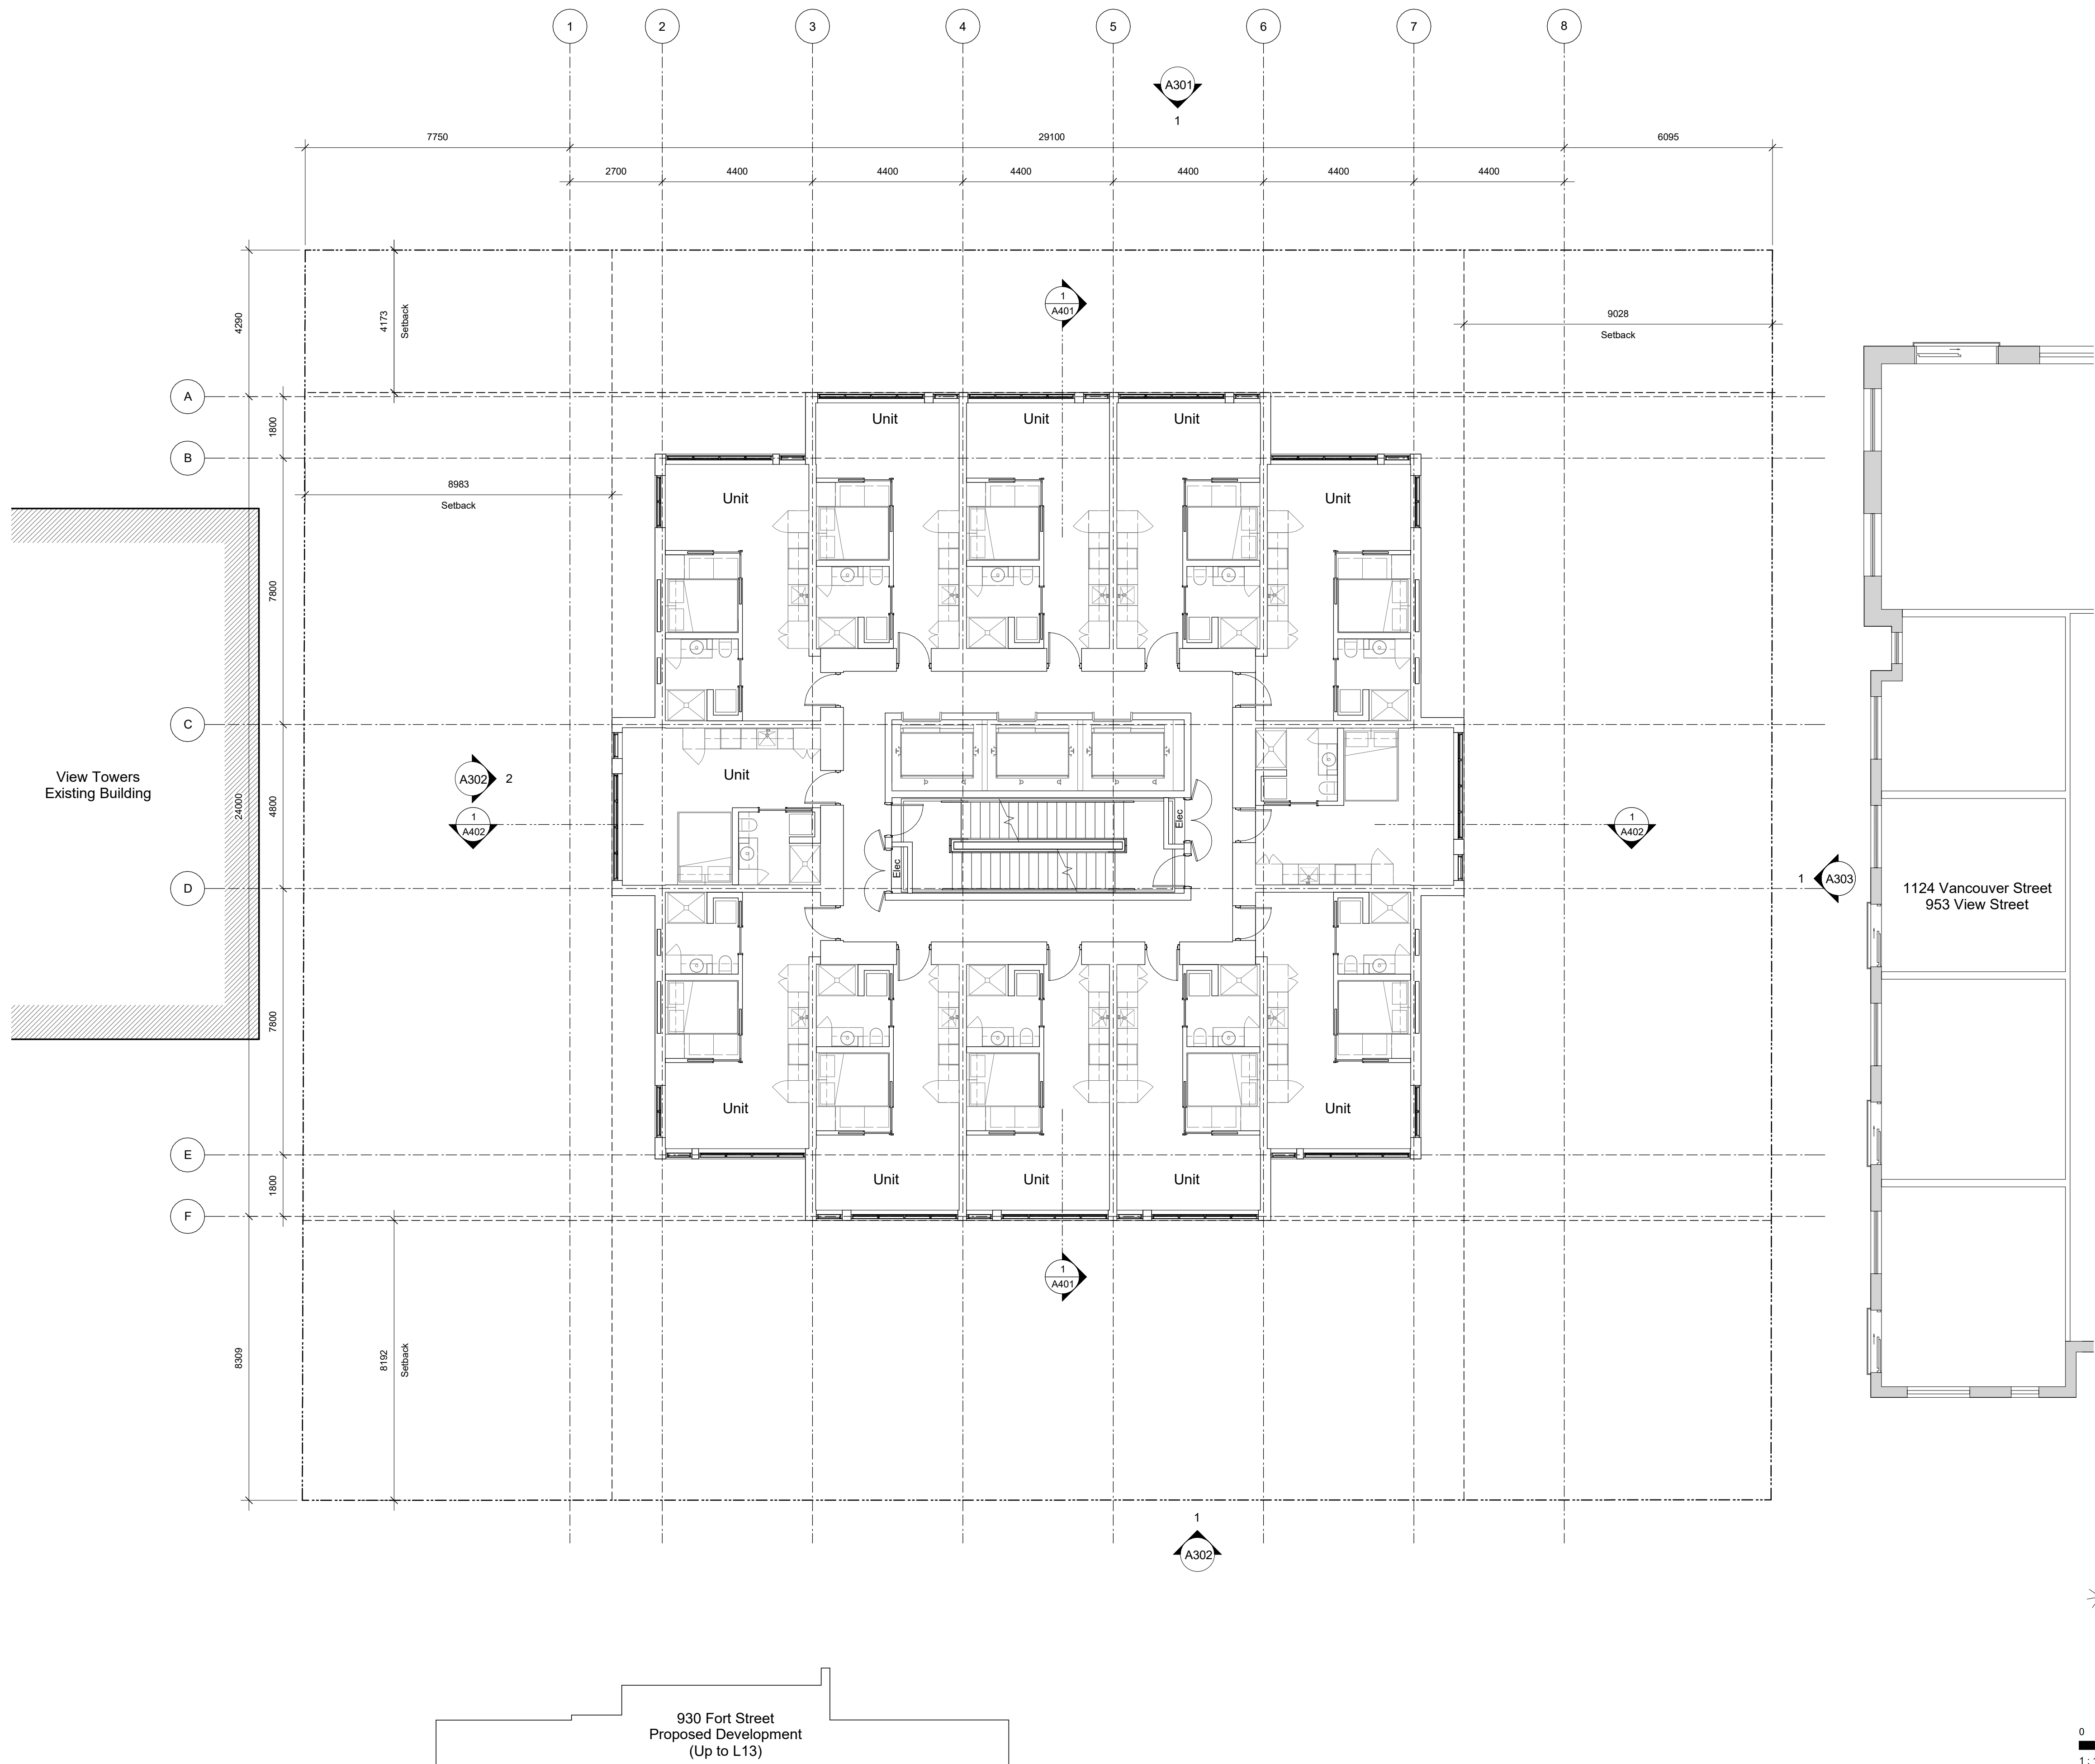 1 2 3 4 5 6 7 8
A301
1
7750 29100 6095
2700 4400 4400 4400 4400 4400 4400
4290
4173
Setback
1
A401
9028
Setback
A
1800
Unit Unit Unit
B
8983
Setback
Unit Unit
7800
C
View Towers
Existing Building
A302 2
24000
4800
Unit
1
A402
Elec
Elec
1
A402
1 A303
1124 Vancouver Street
953 View Street
D
7800
Unit Unit
E
1800
Unit Unit Unit
F
1
A401
8309
8192
Setback
1
A302
930 Fort Street
Proposed Development
(Up to L13)
0